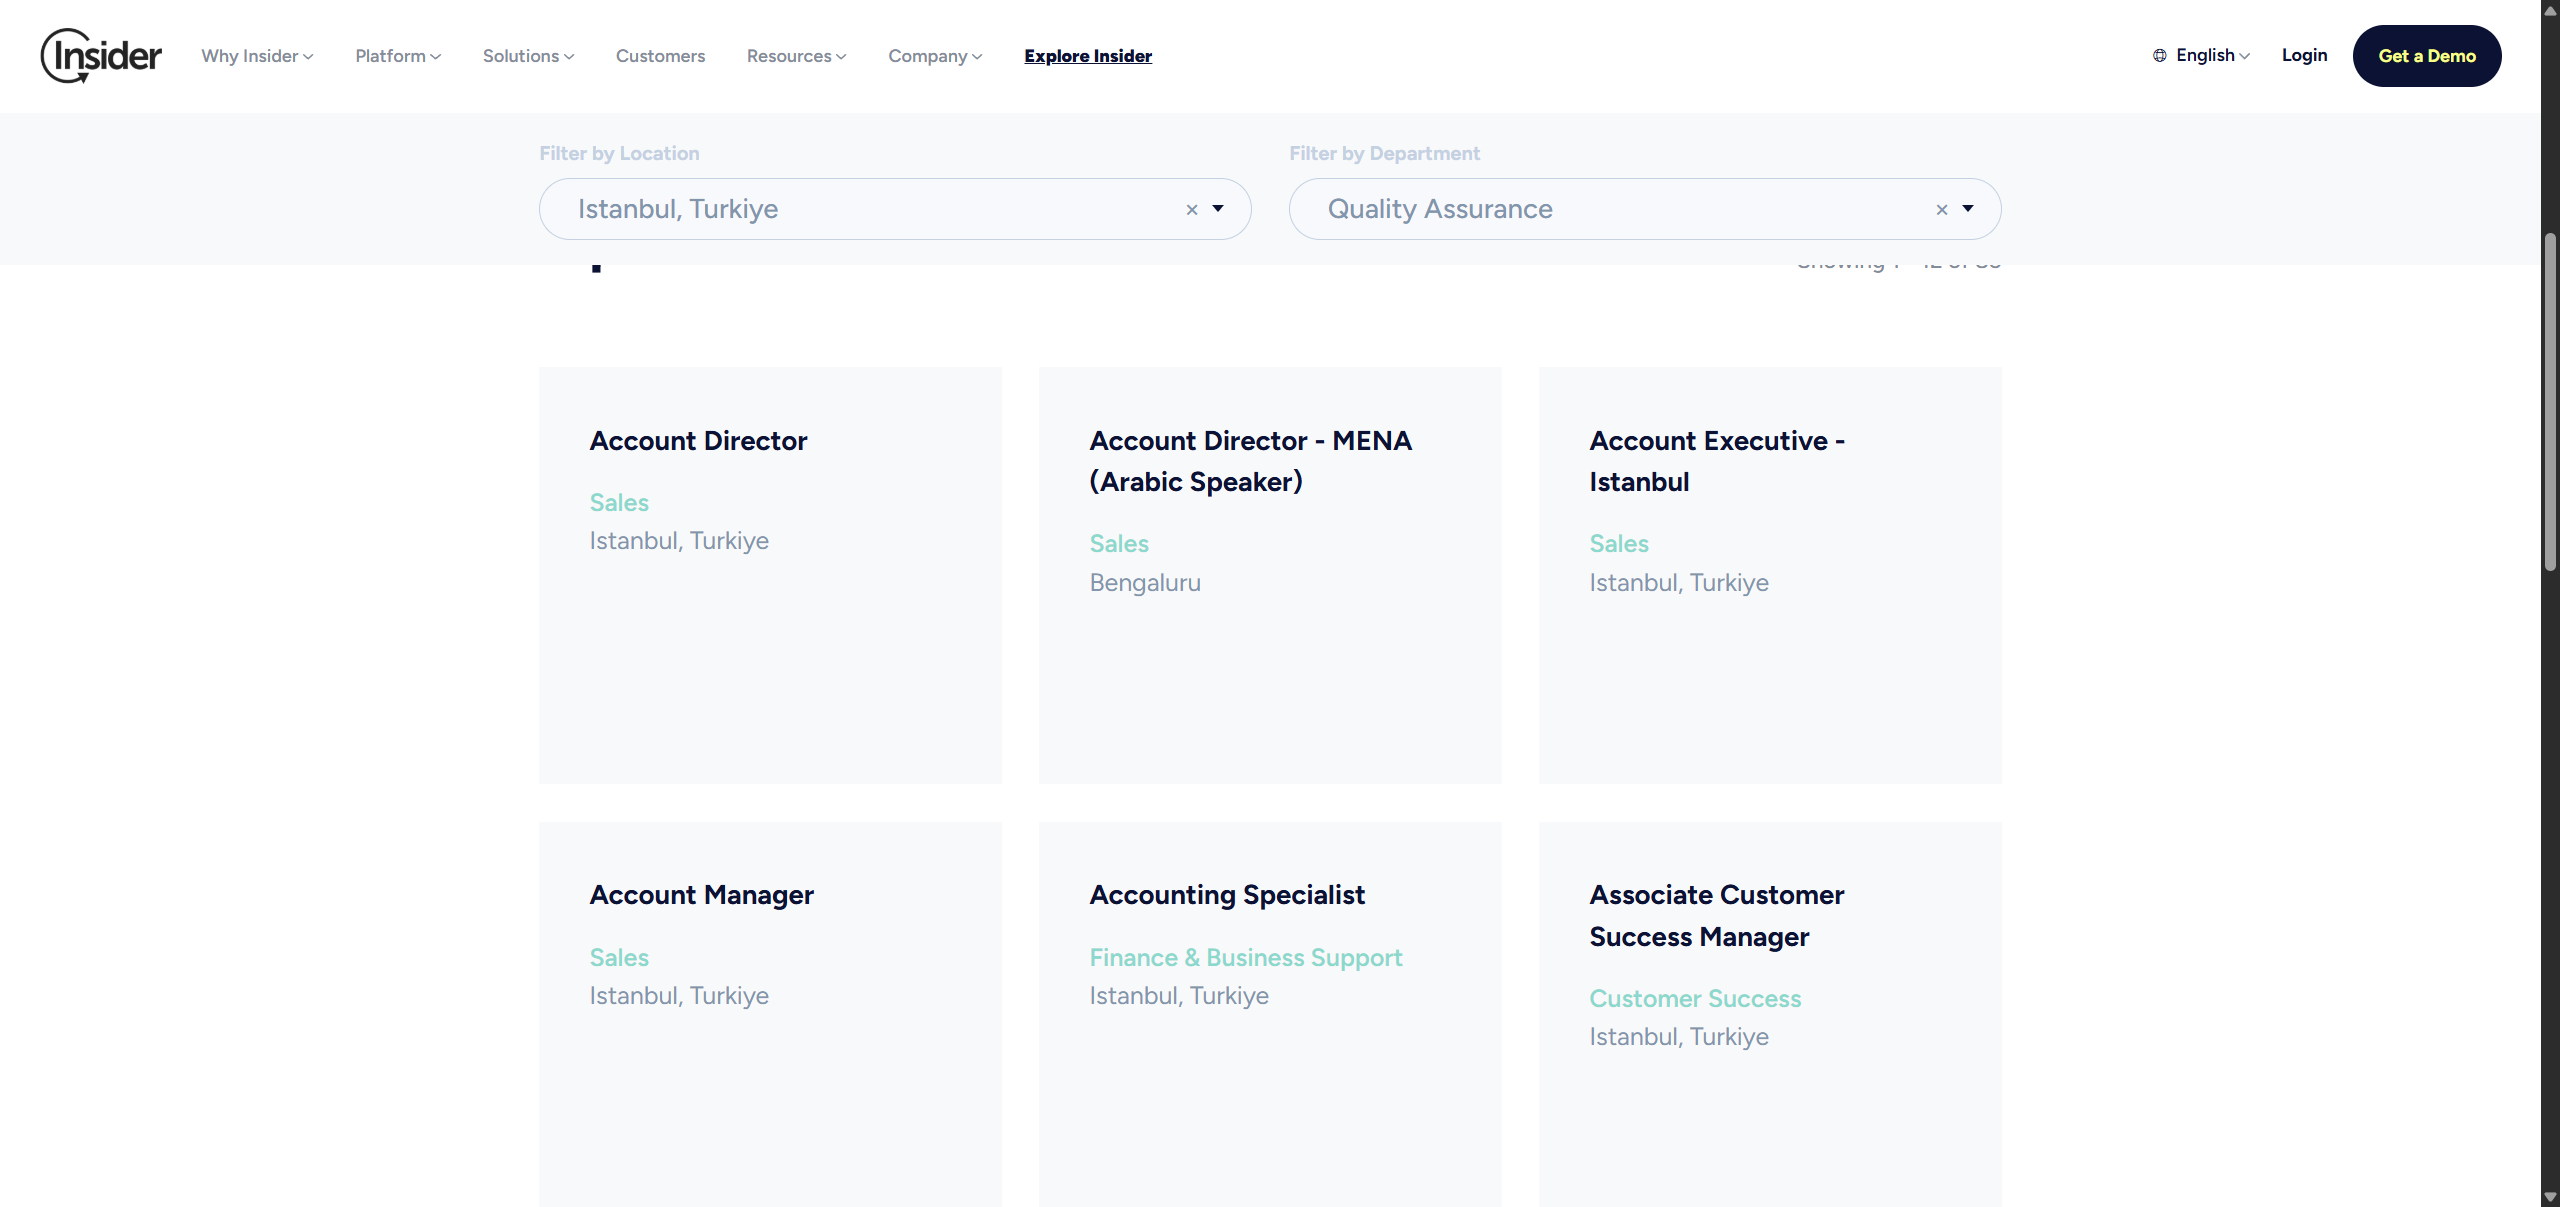 Insider
Why Insider
Platform
Solutions
Customers
Resources
Company
Explore Insider
English
Login
Get a Demo
Filter by Location
Filter by Department
Istanbul, Turkiye
×
Quality Assurance
×
Account Director
Sales
Istanbul, Turkiye
Account Director - MENA
(Arabic Speaker)
Sales
Bengaluru
Account Executive -
Istanbul
Sales
Istanbul, Turkiye
Account Manager
Sales
Istanbul, Turkiye
Accounting Specialist
Finance & Business Support
Istanbul, Turkiye
Associate Customer
Success Manager
Customer Success
Istanbul, Turkiye